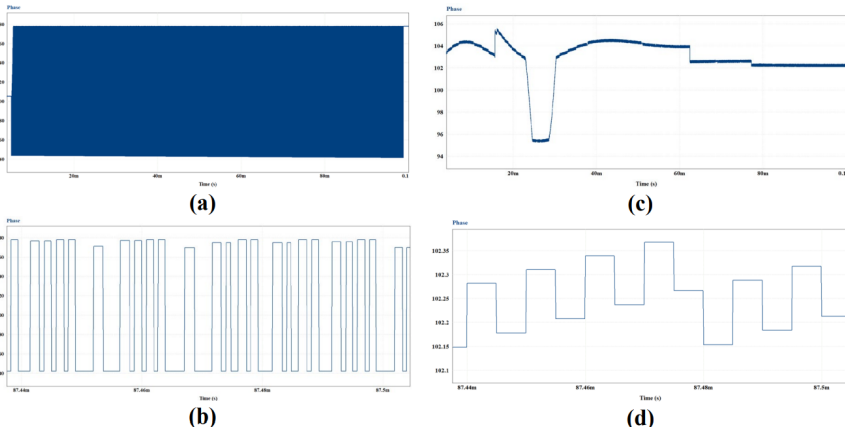 Phase
20m 40m 60m 80m 0.1
Time (s)
(a)
Phase
106
104
102
100
98
96
94
20m 40m 60m 80m 0.1
Time (s)
(c)
Phase
87.44m 87.46m 87.48m 87.5m
Time (s)
(b)
Phase
102.35
102.3
102.25
102.2
102.15
102.1
87.44m 87.46m 87.48m 87.5m
Time (s)
(d)